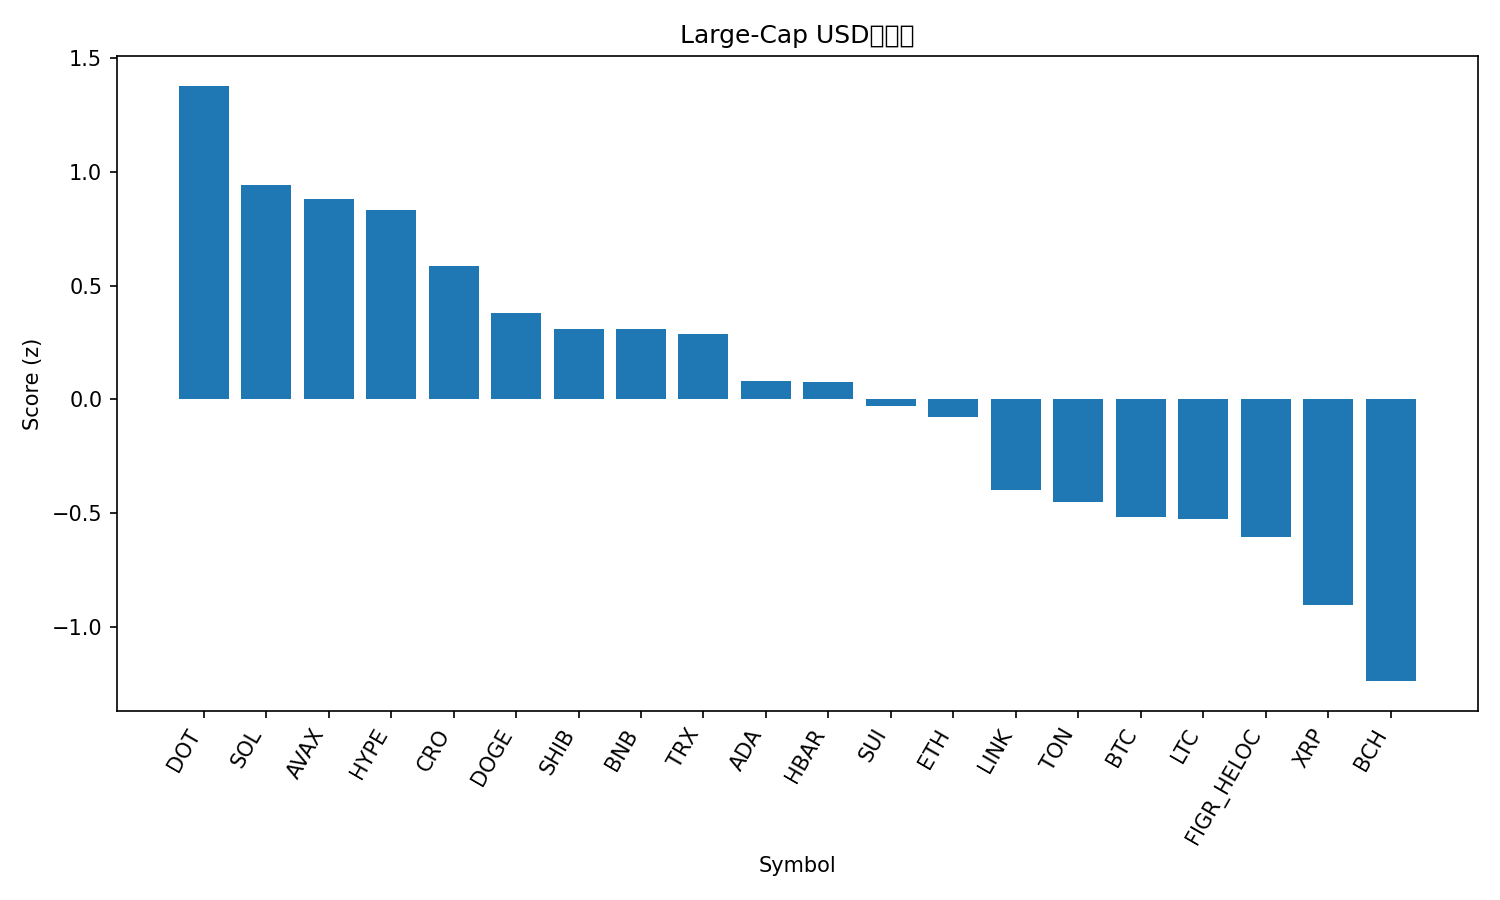 Large-Cap USD
Score (z)
1.5
1.0
0.5
0.0
−0.5
−1.0
DOT
SOL
AVAX
HYPE
CRO
DOGE
SHIB
BNB
TRX
ADA
HBAR
SUI
ETH
LINK
TON
BTC
LTC
FIGR_HELOC
XRP
BCH
Symbol